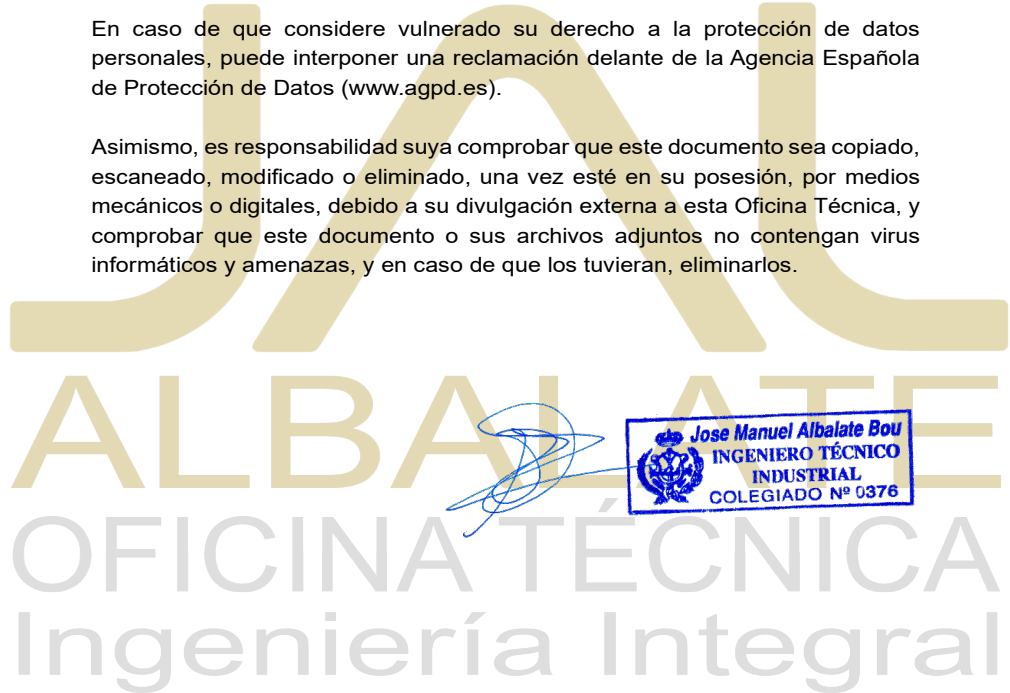 En caso de que considere vulnerado su derecho a la protección de datos
personales, puede interponer una reclamación delante de la Agencia Española
de Protección de Datos (www.agpd.es).
Asimismo, es responsabilidad suya comprobar que este documento sea copiado,
escaneado, modificado o eliminado, una vez esté en su posesión, por medios
mecánicos o digitales, debido a su divulgación externa a esta Oficina Técnica, y
comprobar que este documento o sus archivos adjuntos no contengan virus
informáticos y amenazas, y en caso de que los tuvieran, eliminarlos.
JAL
ALBALATE
Jose Manuel Albalate Bou
INGENIERO TÉCNICO
INDUSTRIAL
COLEGIADO Nº 0376
OFICINA TÉCNICA
Ingeniería Integral